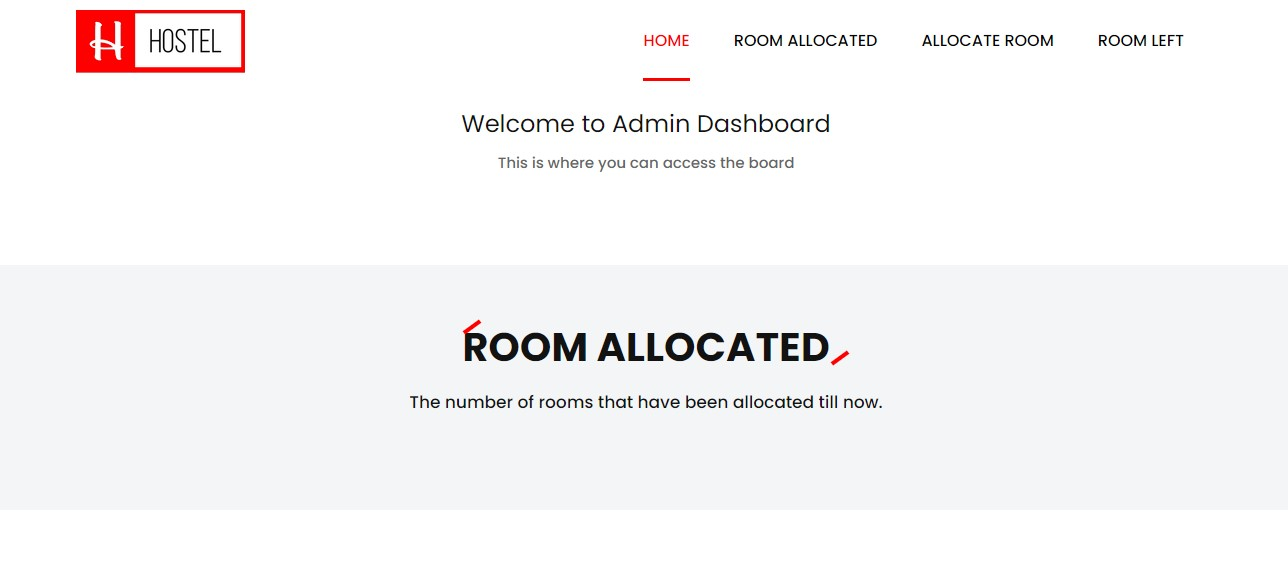 H HOSTEL
HOME ROOM ALLOCATED ALLOCATE ROOM ROOM LEFT
Welcome to Admin Dashboard
This is where you can access the board
ROOM ALLOCATED
The number of rooms that have been allocated till now.